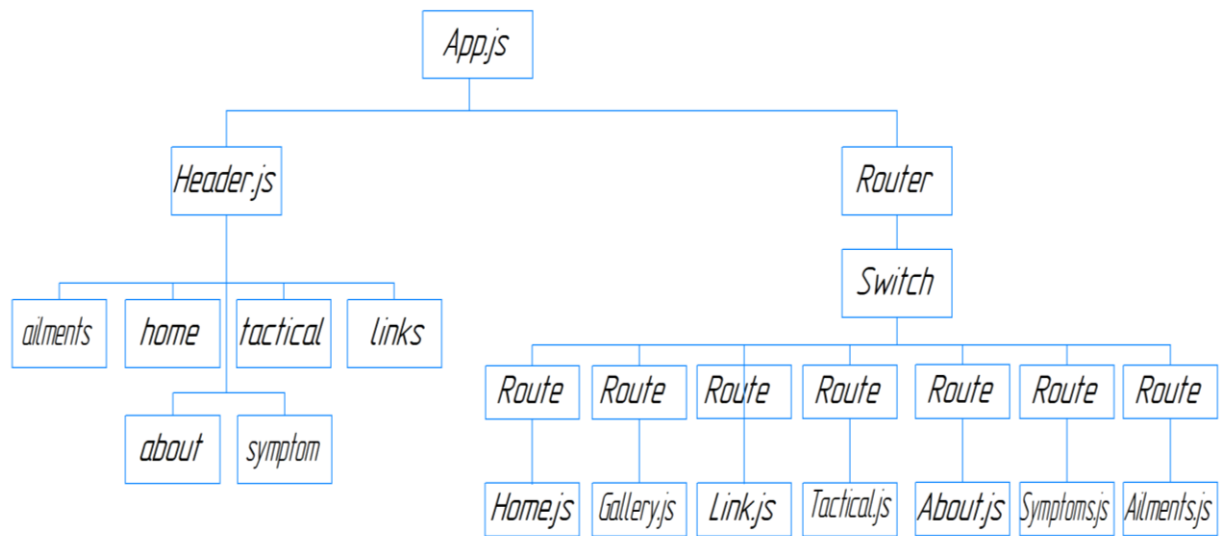 App.js
Header.js
Router
Switch
ailments
home
tactical
links
about
symptom
Route
Route
Route
Route
Route
Route
Route
Home.js
Gallery.js
Link.js
Tactical.js
About.js
Symptoms.js
Ailments.js